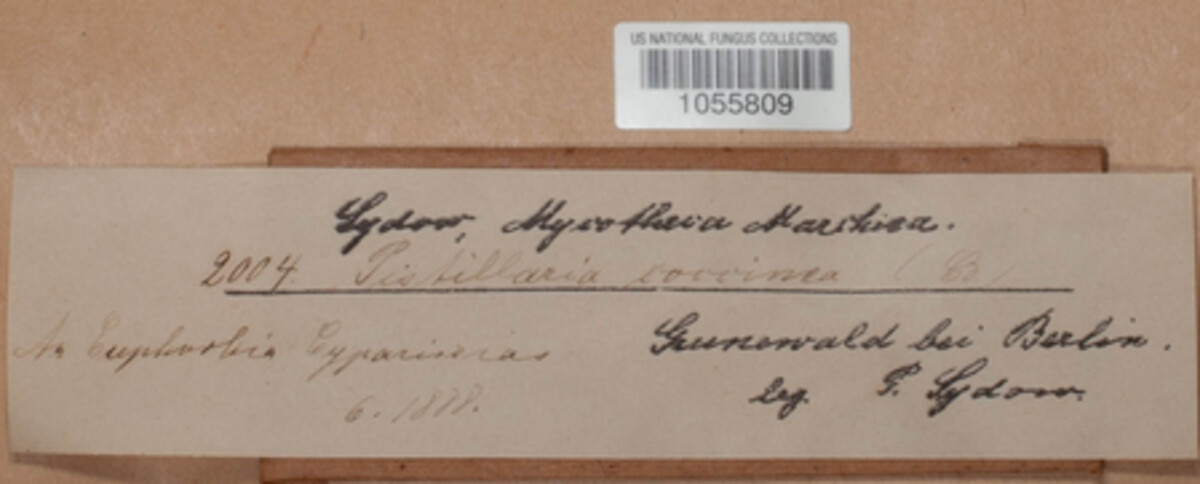 US NATIONAL FUNGUS COLLECTIONS
1055809
Sydow, Mycotheca Marchica.
2004. Pistillaria coccinea
An Euphorbia Cyparissias
6. 1888.
Grunewald bei Berlin.
leg. P. Sydow.